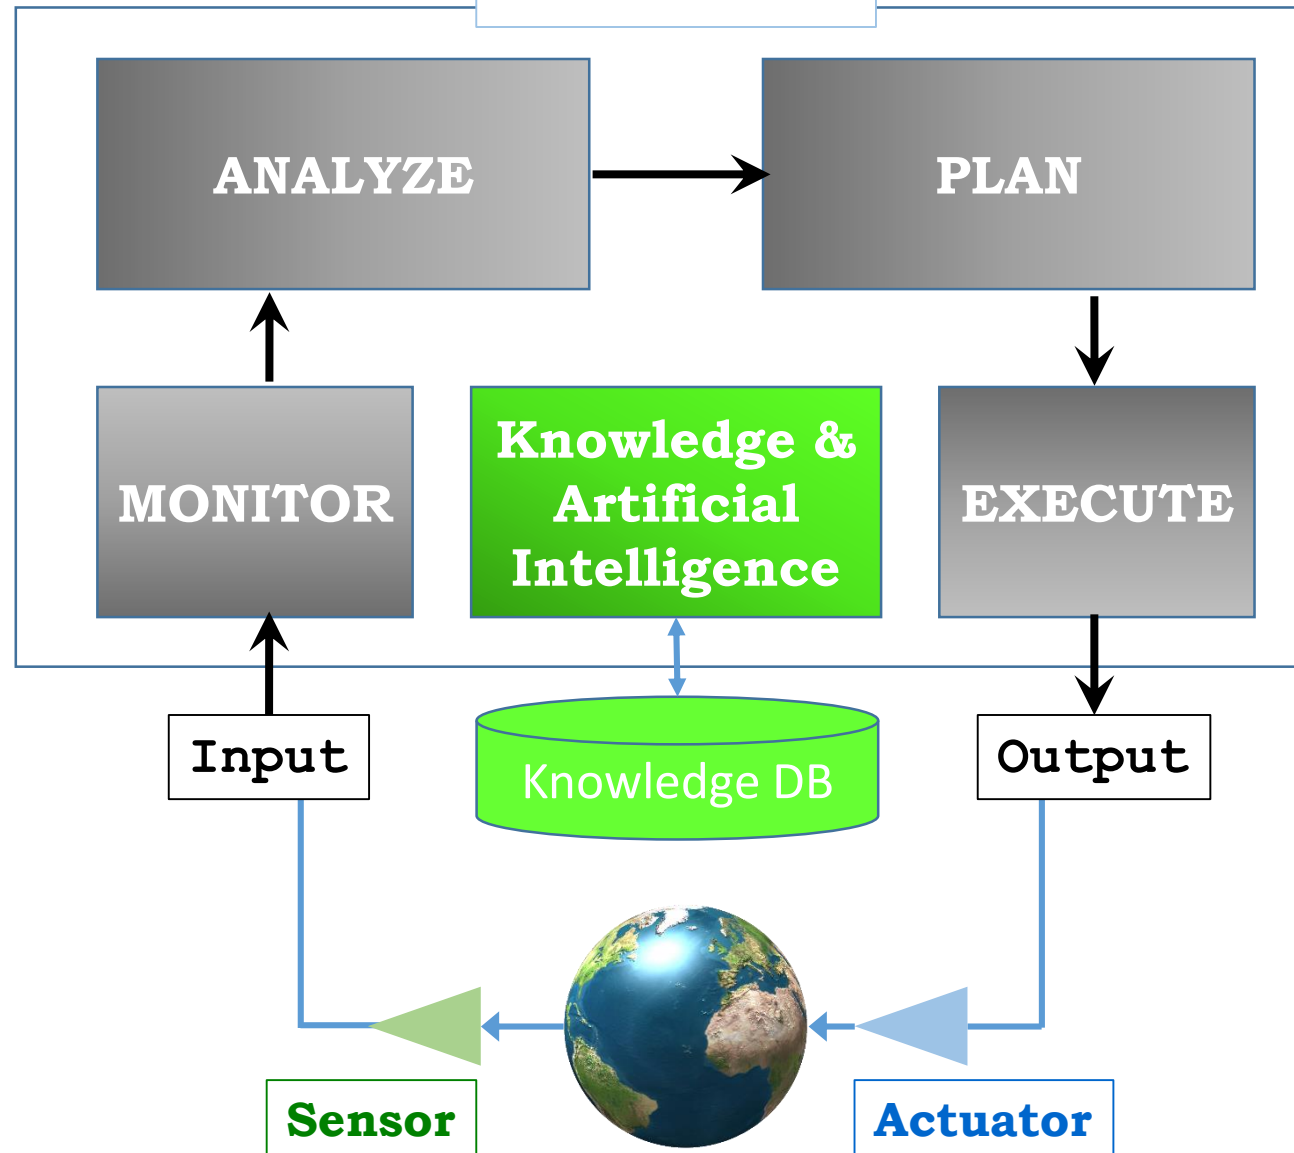 ANALYZE
PLAN
MONITOR
Knowledge &
Artificial
Intelligence
EXECUTE
Input
Knowledge DB
Output
Sensor
Actuator